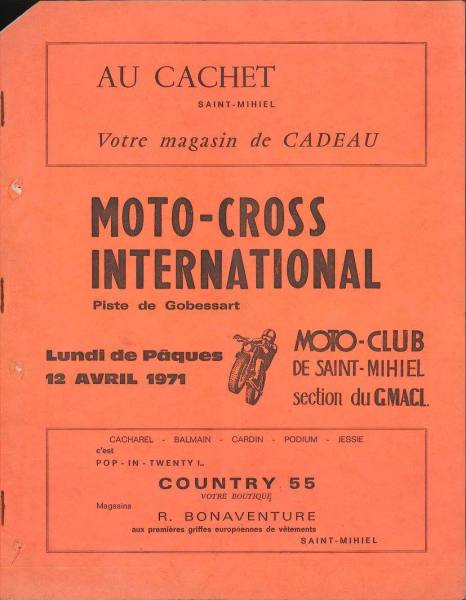 AU CACHET
SAINT-MIHIEL
Votre magasin de CADEAU
MOTO-CROSS
INTERNATIONAL
Piste de Gobessart
Lundi de Pâques
12 AVRIL 1971
MOTO-CLUB
DE SAINT-MIHIEL
section du G.M.A.C.L.
CACHAREL - BALMAIN - CARDIN - PODIUM - JESSIE
c'est
POP - IN - TWENTY !..
COUNTRY 55
VOTRE BOUTIQUE
Magasins
R. BONAVENTURE
aux premières griffes européennes de vêtements
SAINT-MIHIEL